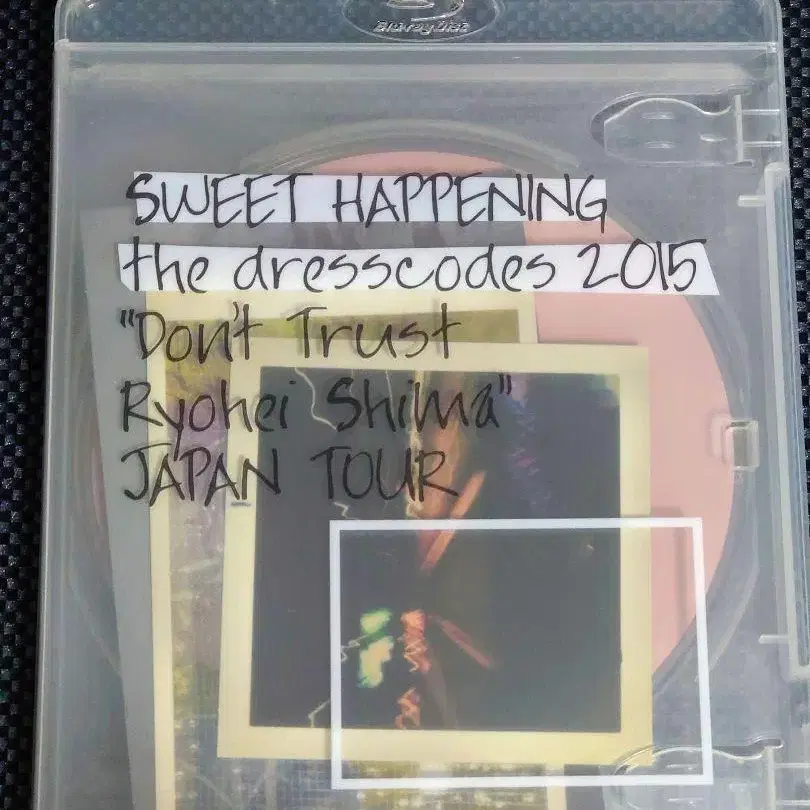 Blu-ray Disc
SWEET HAPPENING
the dresscodes 2015
"Don't Trust
Ryohei Shima"
JAPAN TOUR